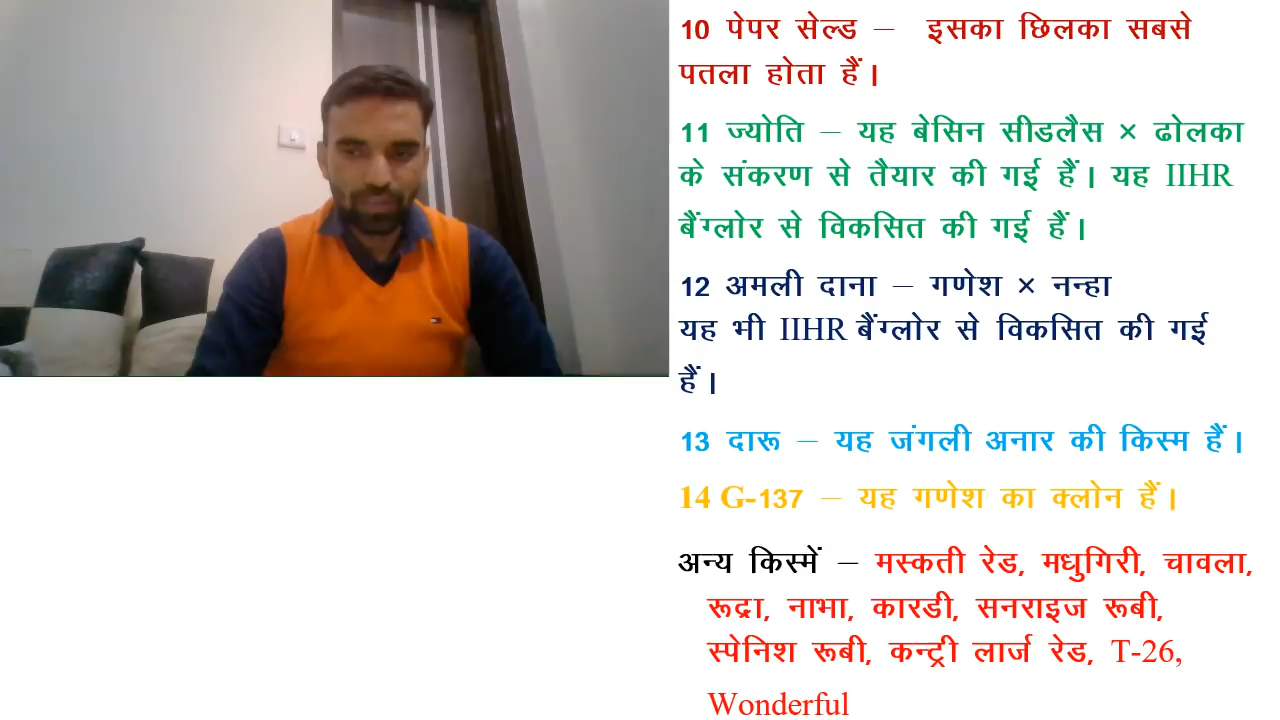 10 पेपर सेल्ड – इसका छिलका सबसे
पतला होता हैं।
11 ज्योति – यह बेसिन सीडलैस × ढोलका
के संकरण से तैयार की गई हैं। यह IIHR
बैंग्लोर से विकसित की गई हैं।
12 अमली दाना – गणेश × नन्हा
यह भी IIHR बैंग्लोर से विकसित की गई
हैं।
13 दारू – यह जंगली अनार की किस्म हैं।
14 G-137 – यह गणेश का क्लोन हैं।
अन्य किस्में – मस्कती रेड, मधुगिरी, चावला,
रूद्रा, नाभा, कारडी, सनराइज रूबी,
स्पेनिश रूबी, कन्ट्री लार्ज रेड, T-26,
Wonderful